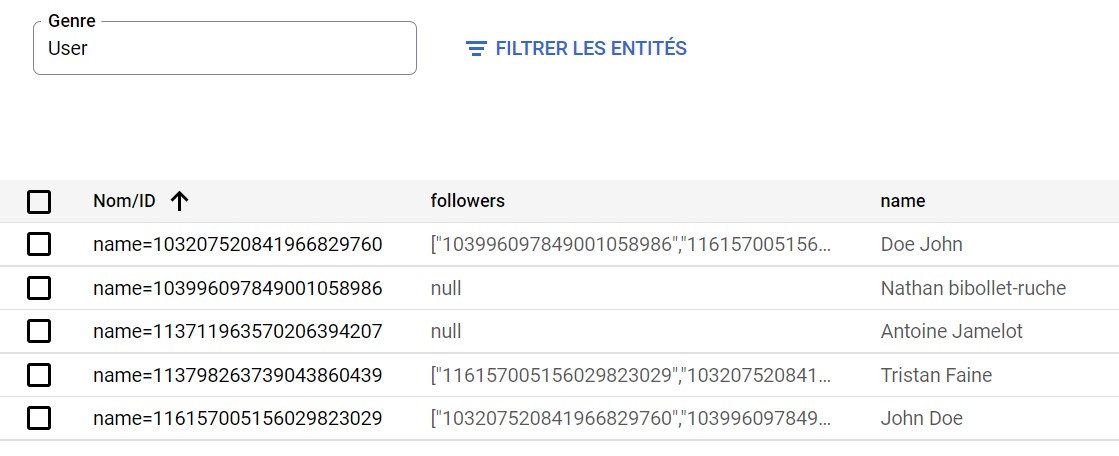 Genre
User
FILTRER LES ENTITÉS
Nom/ID followers name
name=103207520841966829760 ["103996097849001058986","116157005156... Doe John
name=103996097849001058986 null Nathan bibollet-ruche
name=113711963570206394207 null Antoine Jamelot
name=113798263739043860439 ["116157005156029823029","103207520841... Tristan Faine
name=116157005156029823029 ["103207520841966829760","103996097849... John Doe